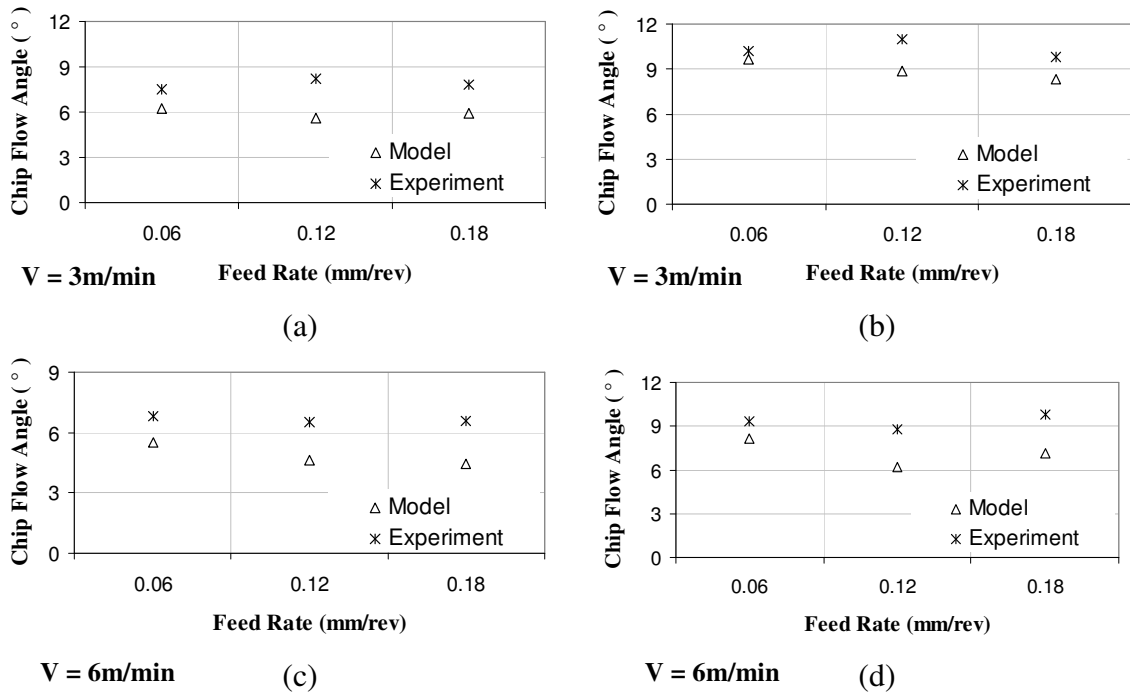 Chip Flow Angle ( ° )
12
9
6
3
0
Model
Experiment
0.06 0.12 0.18
V = 3m/min Feed Rate (mm/rev)
(a)
Chip Flow Angle ( ° )
12
9
6
3
0
Model
Experiment
0.06 0.12 0.18
V = 3m/min Feed Rate (mm/rev)
(b)
Chip Flow Angle ( ° )
9
6
3
0
Model
Experiment
0.06 0.12 0.18
Feed Rate (mm/rev)
V = 6m/min (c)
Chip Flow Angle ( ° )
12
9
6
3
0
Model
Experiment
0.06 0.12 0.18
Feed Rate (mm/rev)
V = 6m/min (d)